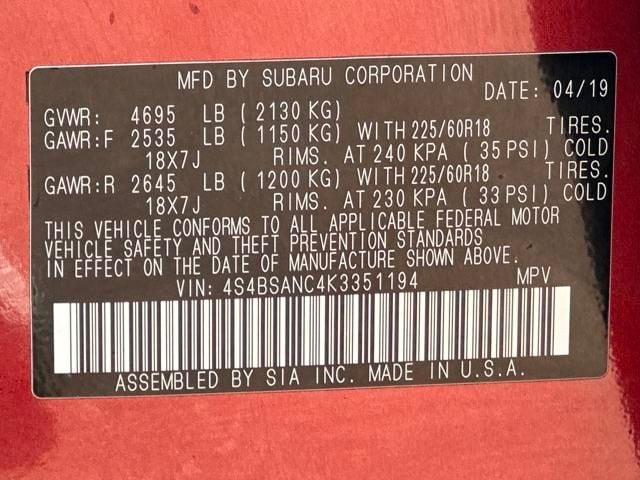 MFD BY SUBARU CORPORATION
DATE: 04/19
GVWR: 4695 LB ( 2130 KG)
GAWR:F 2535 LB ( 1150 KG) WITH 225/60R18 TIRES.
18X7J RIMS. AT 240 KPA ( 35 PSI) COLD
GAWR:R 2645 LB ( 1200 KG) WITH 225/60R18 TIRES.
18X7J RIMS. AT 230 KPA ( 33 PSI) COLD
THIS VEHICLE CONFORMS TO ALL APPLICABLE FEDERAL MOTOR
VEHICLE SAFETY AND THEFT PREVENTION STANDARDS
IN EFFECT ON THE DATE OF MANUFACTURE SHOWN ABOVE.
VIN: 4S4BSANC4K3351194 MPV
ASSEMBLED BY SIA INC. MADE IN U.S.A.